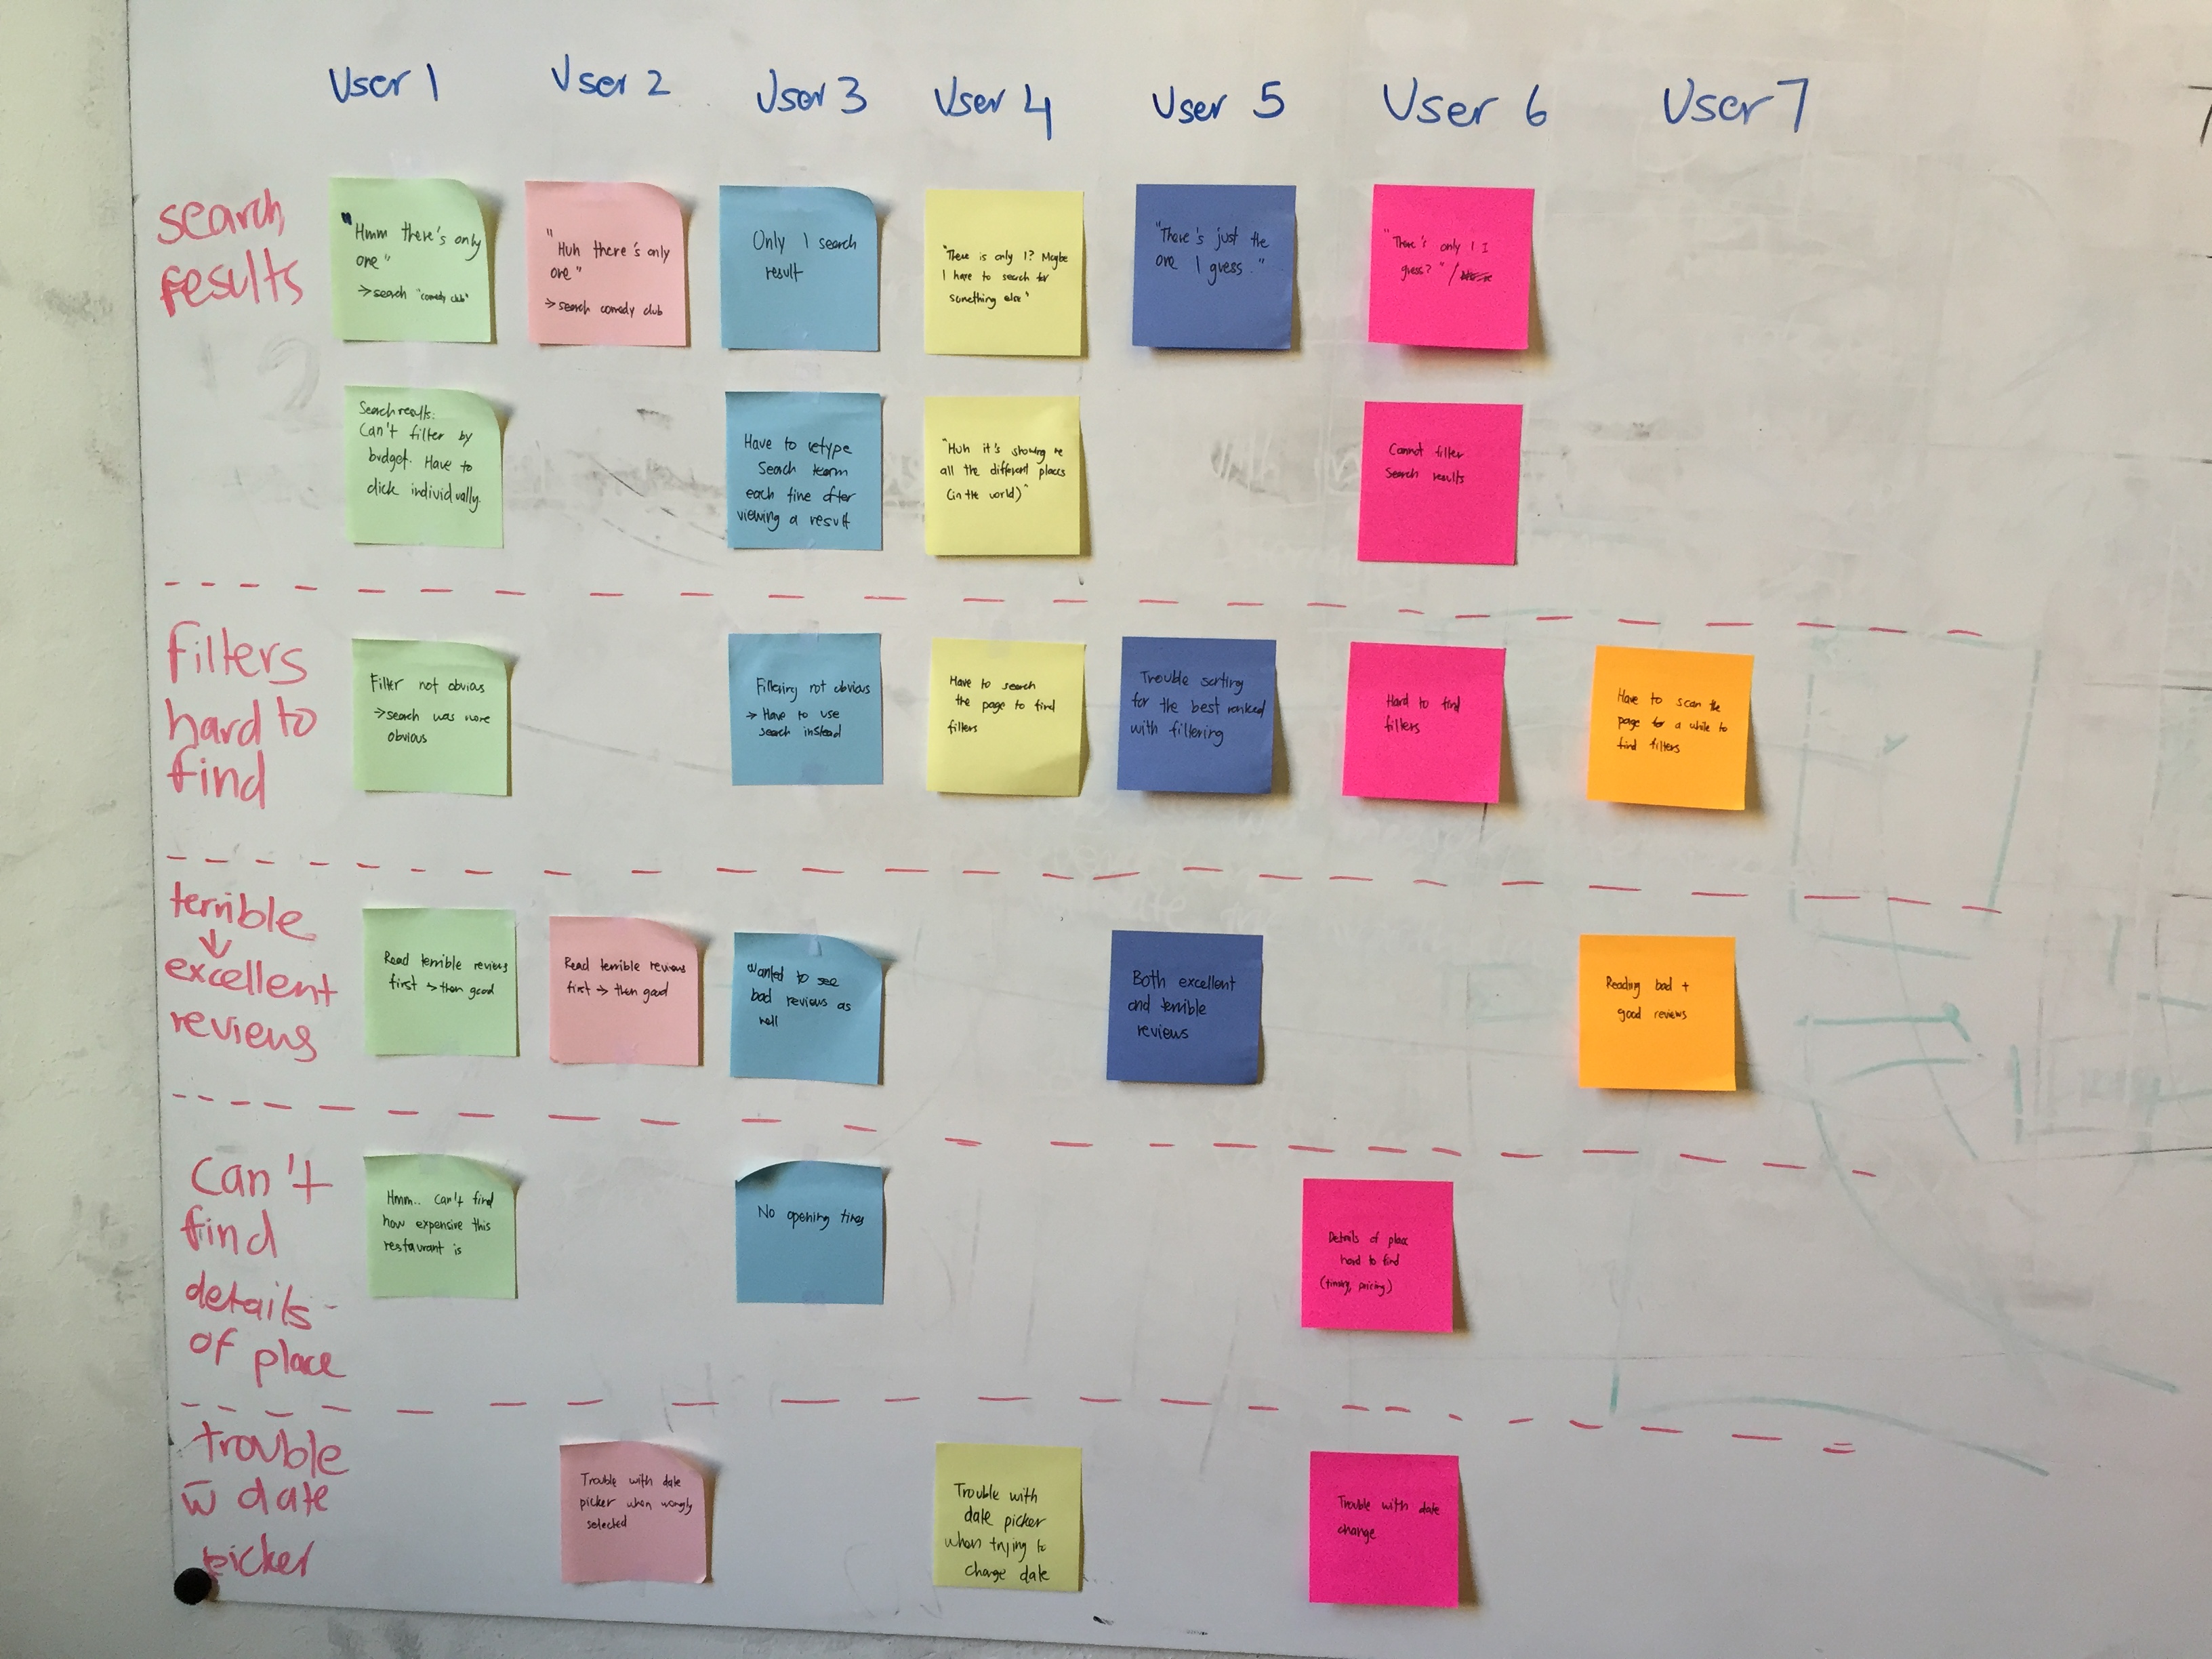 User 1
User 2
User 3
User 4
User 5
User 6
User 7
search
results
"Hmm there's only
one"
→search "comedy club"
"Huh there's only
one"
→search comedy club
Only 1 search
result
"There is only 1? Maybe
I have to search for
something else"
"There's just the
one I guess."
"There's only 1 I
guess?" /
Search results:
Can't filter by
budget. Have to
click individually.
Have to retype
Search term
each time after
viewing a result
"Huh it's showing me
all the different places
(in the world)"
Cannot filter
search results
filters
hard to
find
Filter not obvious
→search was more
obvious
Filtering not obvious
→ Have to use
search instead
Have to search
the page to find
filters
Trouble sorting
for the best ranked
with filtering
Hard to find
filters
Have to scan the
page for a while to
find filters
terrible
↓
excellent
reviews
Read terrible reviews
first → then good
Read terrible reviews
first → then good
Wanted to see
bad reviews as
well
Both excellent
and terrible
reviews
Reading bad +
good reviews
Can't
find
details
of place
Hmm.. can't find
how expensive this
restaurant is
No opening times
Details of place
hard to find
(timing, pricing)
trouble
w̄ date
picker
Trouble with date
picker when wrongly
selected
Trouble with
date picker
when trying to
change date
Trouble with date
change